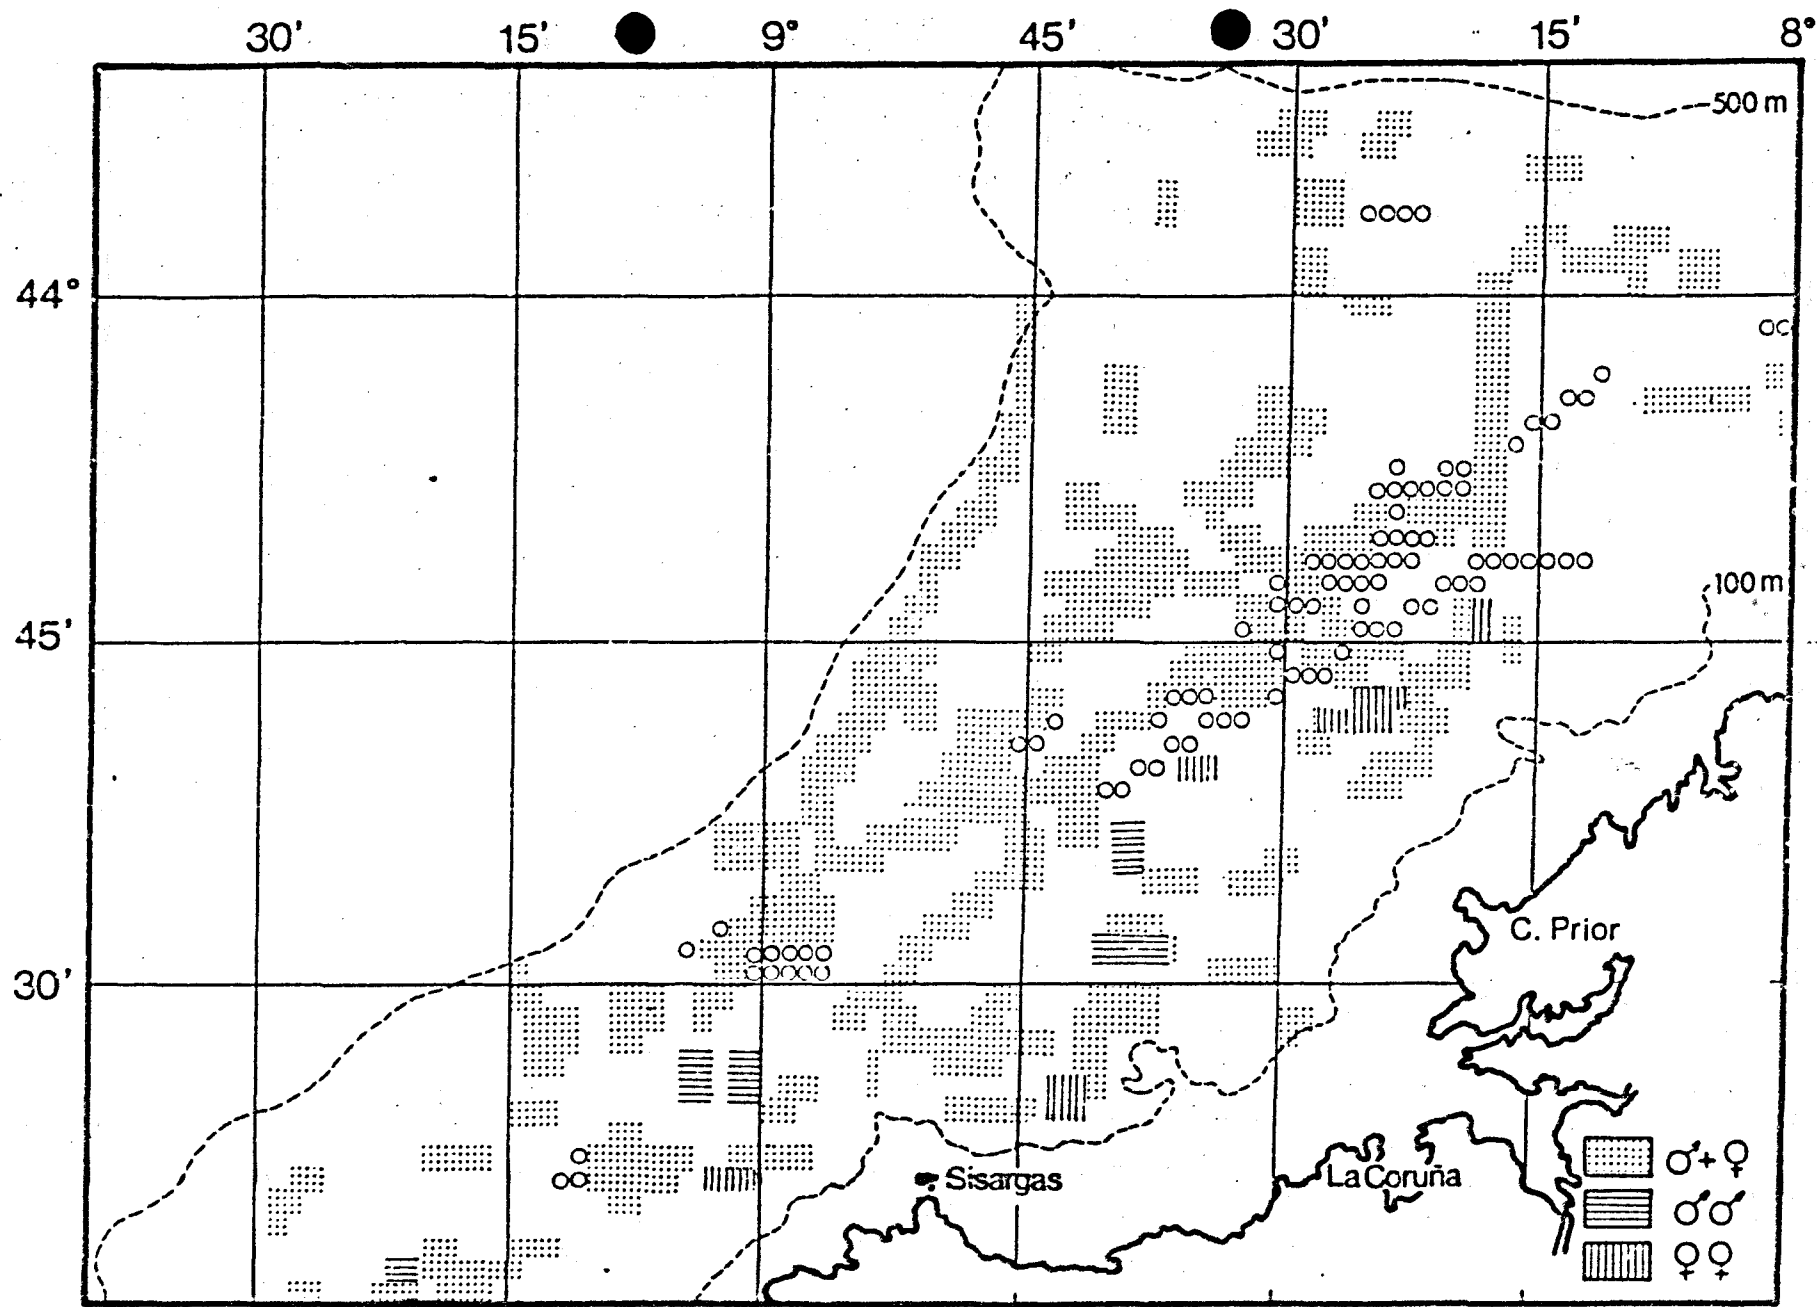 30' 15' 9° 45' 30' 15' 8°
500 m
44°
100 m
45'
C. Prior
30'
Sisargas
La Coruña
♂+♀
♂♂
♀♀